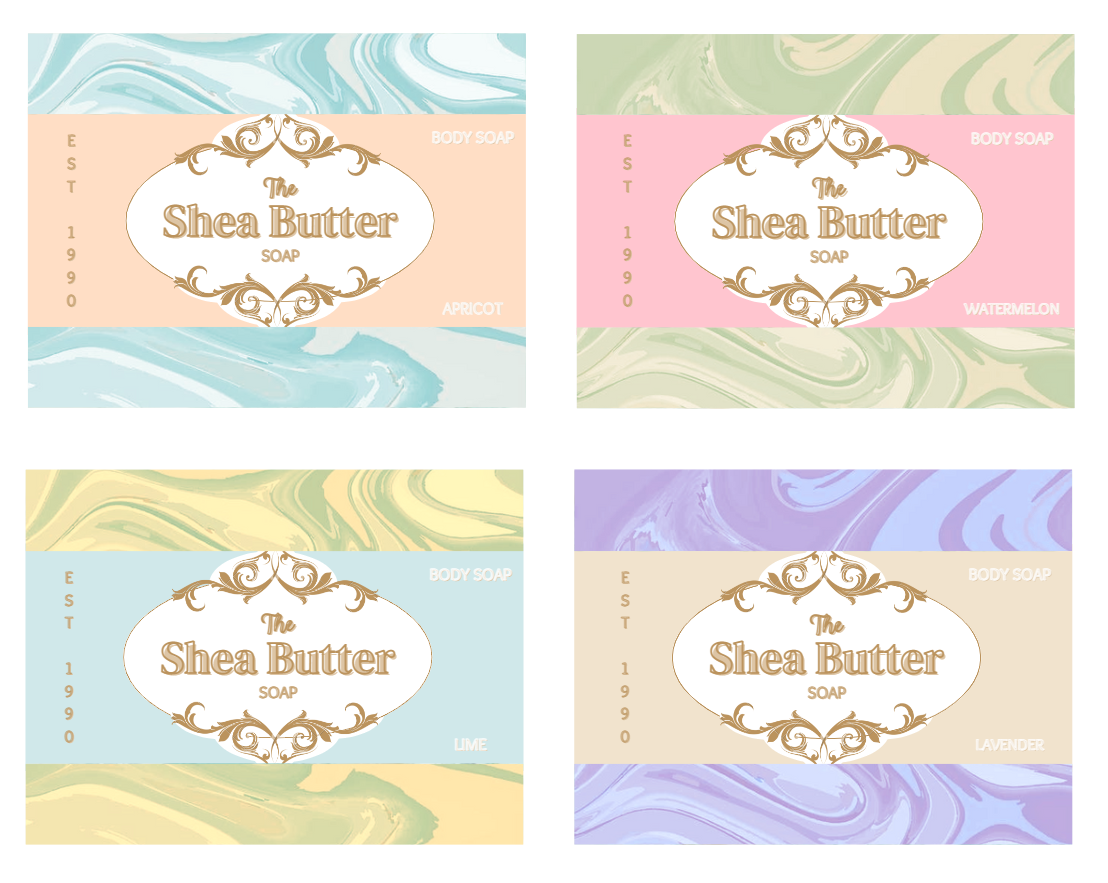 EST 1990
BODY SOAP
The
Shea Butter
SOAP
APRICOT
EST 1990
BODY SOAP
The
Shea Butter
SOAP
WATERMELON
EST 1990
BODY SOAP
The
Shea Butter
SOAP
LIME
EST 1990
BODY SOAP
The
Shea Butter
SOAP
LAVENDER